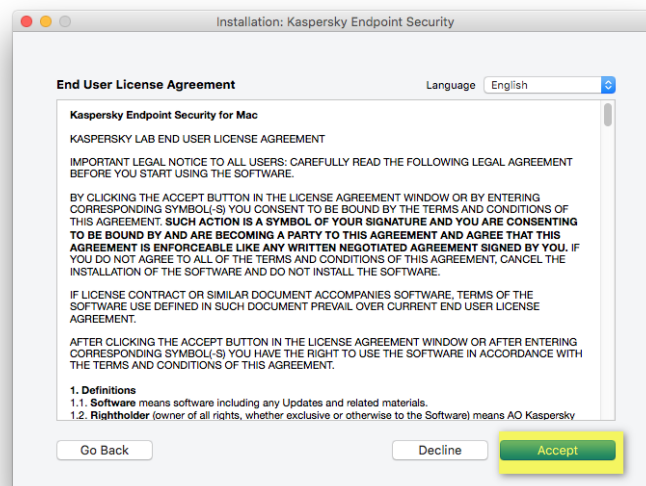 Installation: Kaspersky Endpoint Security
End User License Agreement
Language English
Kaspersky Endpoint Security for Mac
KASPERSKY LAB END USER LICENSE AGREEMENT
IMPORTANT LEGAL NOTICE TO ALL USERS: CAREFULLY READ THE FOLLOWING LEGAL AGREEMENT
BEFORE YOU START USING THE SOFTWARE.
BY CLICKING THE ACCEPT BUTTON IN THE LICENSE AGREEMENT WINDOW OR BY ENTERING
CORRESPONDING SYMBOL(-S) YOU CONSENT TO BE BOUND BY THE TERMS AND CONDITIONS OF
THIS AGREEMENT. SUCH ACTION IS A SYMBOL OF YOUR SIGNATURE AND YOU ARE CONSENTING
TO BE BOUND BY AND ARE BECOMING A PARTY TO THIS AGREEMENT AND AGREE THAT THIS
AGREEMENT IS ENFORCEABLE LIKE ANY WRITTEN NEGOTIATED AGREEMENT SIGNED BY YOU. IF
YOU DO NOT AGREE TO ALL OF THE TERMS AND CONDITIONS OF THIS AGREEMENT, CANCEL THE
INSTALLATION OF THE SOFTWARE AND DO NOT INSTALL THE SOFTWARE.
IF LICENSE CONTRACT OR SIMILAR DOCUMENT ACCOMPANIES SOFTWARE, TERMS OF THE
SOFTWARE USE DEFINED IN SUCH DOCUMENT PREVAIL OVER CURRENT END USER LICENSE
AGREEMENT.
AFTER CLICKING THE ACCEPT BUTTON IN THE LICENSE AGREEMENT WINDOW OR AFTER ENTERING
CORRESPONDING SYMBOL(-S) YOU HAVE THE RIGHT TO USE THE SOFTWARE IN ACCORDANCE WITH
THE TERMS AND CONDITIONS OF THIS AGREEMENT.
1. Definitions
1.1. Software means software including any Updates and related materials.
1.2. Rightholder (owner of all rights, whether exclusive or otherwise to the Software) means AO Kaspersky
Go Back
Decline
Accept